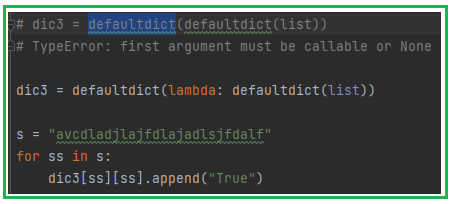 # dic3 = defaultdict(defaultdict(list))
# TypeError: first argument must be callable or None
dic3 = defaultdict(lambda: defaultdict(list))
s = "avcdladjlajfdlajadlsjfdalf"
for ss in s:
dic3[ss][ss].append("True")